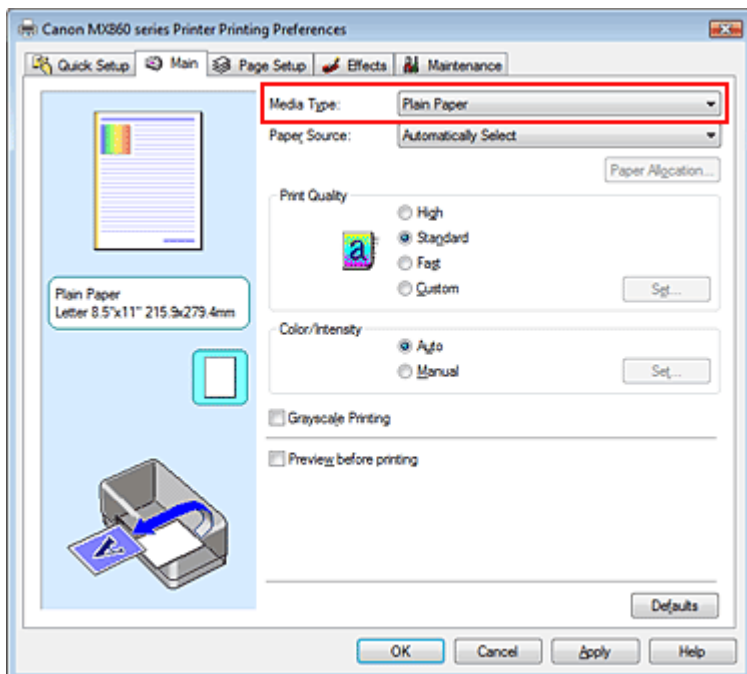 Canon MX860 series Printer Printing Preferences
Quick Setup Main Page Setup Effects Maintenance
Media Type: Plain Paper
Paper Source: Automatically Select
Paper Allocation...
Print Quality
High
a Standard
Fast
Custom Set...
Plain Paper
Letter 8.5"x11" 215.9x279.4mm
Color/Intensity
Auto
Manual Set...
Grayscale Printing
Preview before printing
A
Defaults
OK Cancel Apply Help